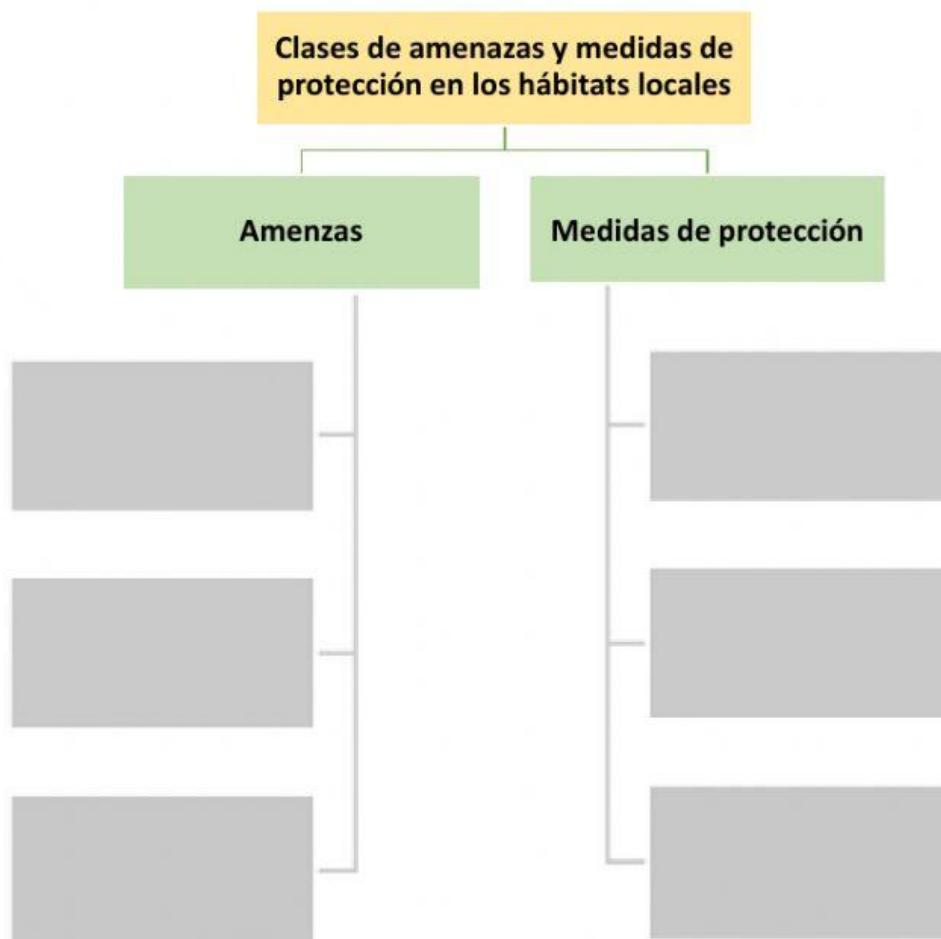 Clases de amenazas y medidas de
protección en los hábitats locales
Amenzas
Medidas de protección